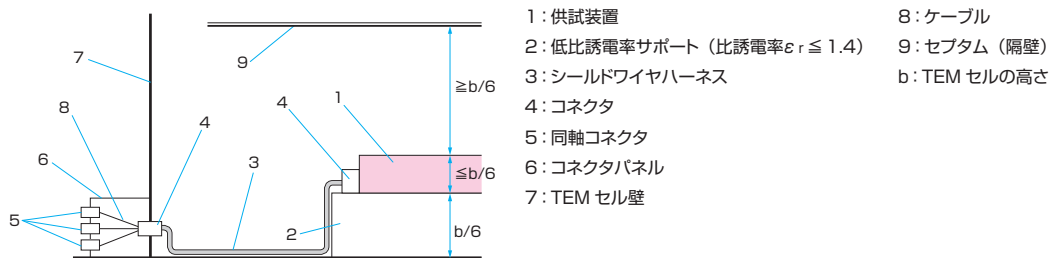 7
8
6
5
4
3
9
4
1
2
≧b/6
≦b/6
b/6
1：供試装置
2：低比誘電率サポート（比誘電率εr≦1.4）
3：シールドワイヤハーネス
4：コネクタ
5：同軸コネクタ
6：コネクタパネル
7：TEM セル壁
8：ケーブル
9：セプタム（隔壁）
b：TEM セルの高さ